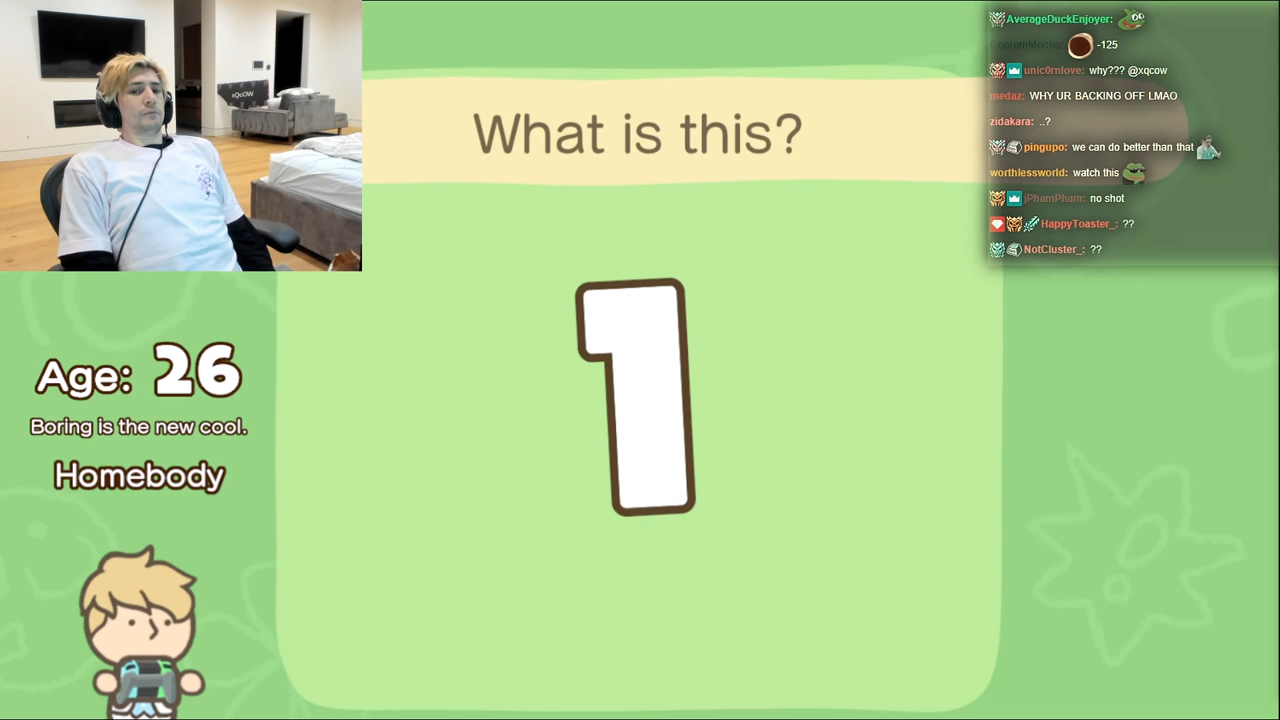 What is this?
1
Age: 26
Boring is the new cool.
Homebody
xQcOW
AverageDuckEnjoyer:
CopiumMocha: -125
unic0rnlove: why??? @xqcow
medaz: WHY UR BACKING OFF LMAO
zidakara: ..?
pingupo: we can do better than that
worthlessworld: watch this
jPhamPham: no shot
HappyToaster_: ??
NotCluster_: ??